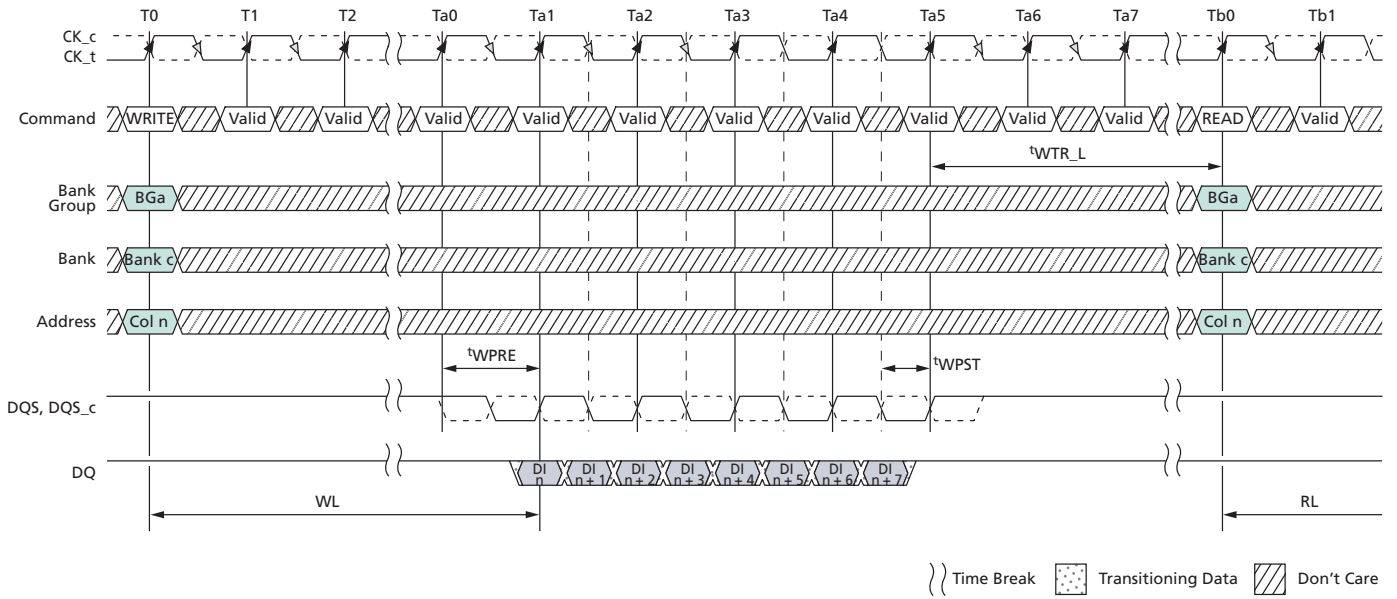 T0 T1 T2 Ta0 Ta1 Ta2 Ta3 Ta4 Ta5 Ta6 Ta7 Tb0 Tb1
CK_c
CK_t
Command WRITE Valid Valid Valid Valid Valid Valid Valid Valid Valid Valid READ Valid
tWTR_L
Bank
Group BGa BGa
Bank Bank c Bank c
Address Col n Col n
tWPRE tWPST
DQS, DQS_c
DQ DI n DI n + 1 DI n + 2 DI n + 3 DI n + 4 DI n + 5 DI n + 6 DI n + 7
WL RL
Time Break Transitioning Data Don't Care